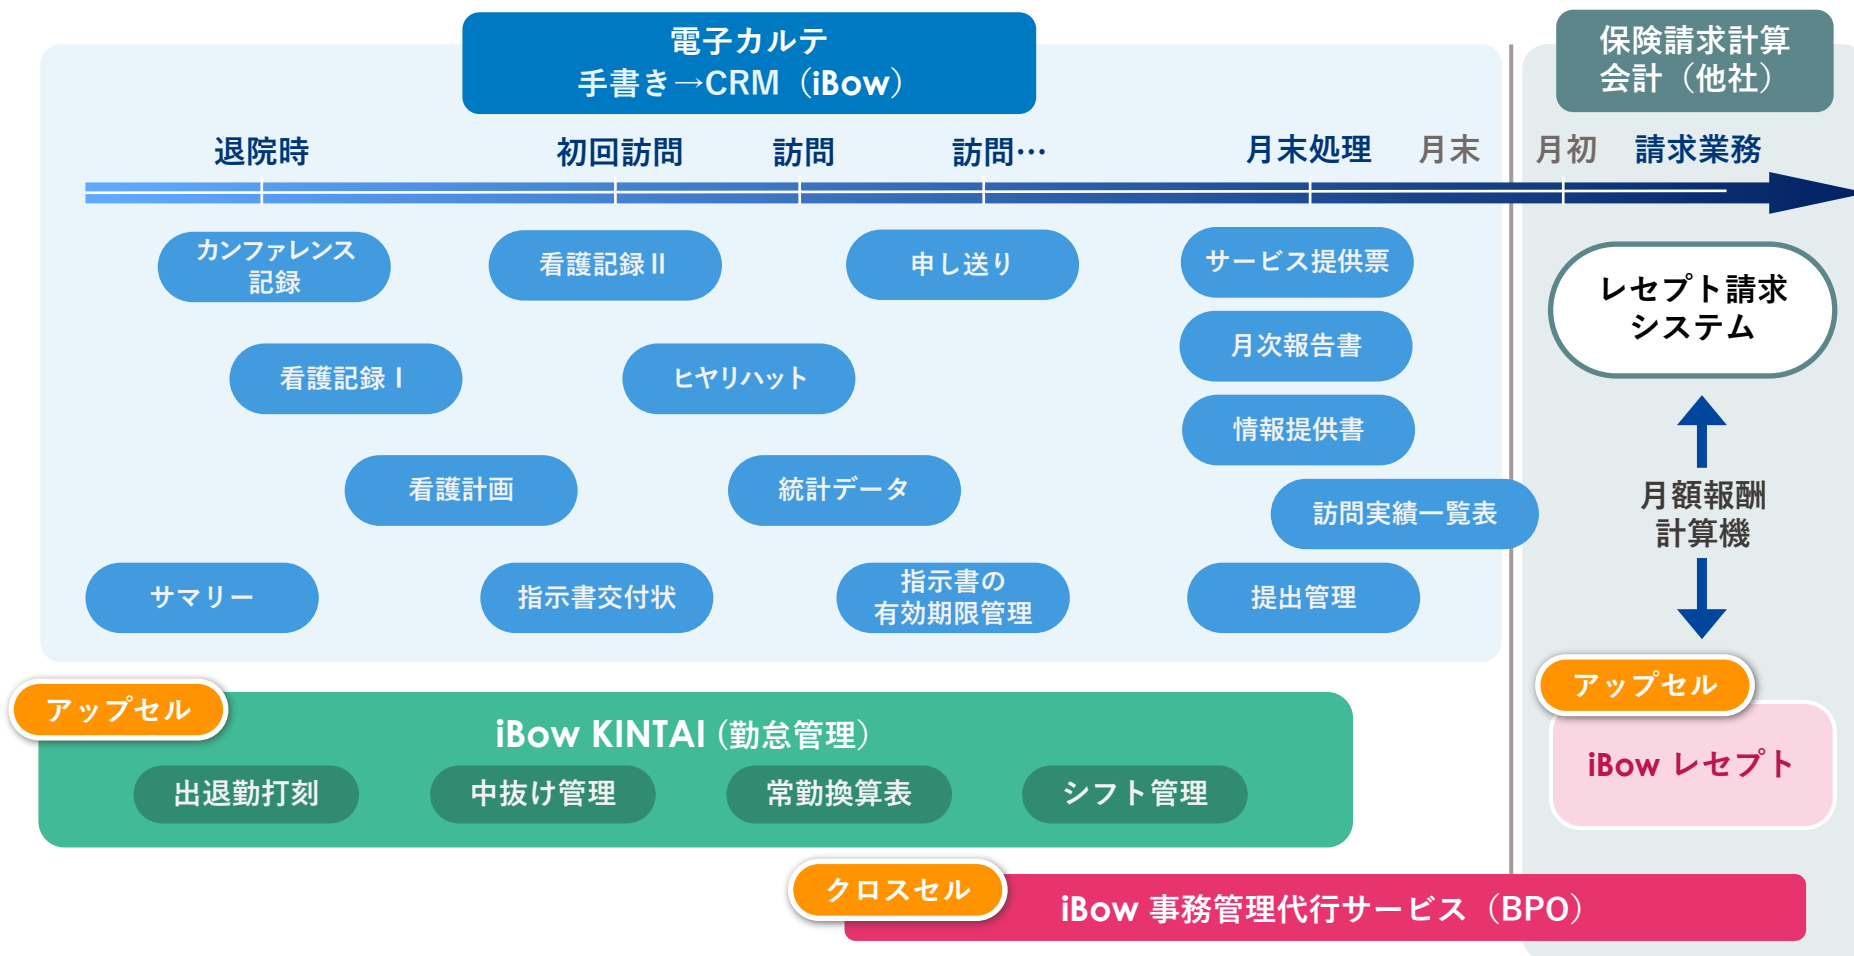 電子カルテ
手書き→CRM（iBow）
保険請求計算
会計（他社）
退院時
初回訪問
訪問
訪問…
月末処理
月末
月初
請求業務
カンファレンス
記録
看護記録Ⅱ
申し送り
サービス提供票
レセプト請求
システム
看護記録Ⅰ
ヒヤリハット
月次報告書
情報提供書
看護計画
統計データ
訪問実績一覧表
月額報酬
計算機
サマリー
指示書交付状
指示書の
有効期限管理
提出管理
アップセル
iBow KINTAI（勤怠管理）
出退勤打刻
中抜け管理
常勤換算表
シフト管理
アップセル
iBow レセプト
クロスセル
iBow 事務管理代行サービス（BPO）